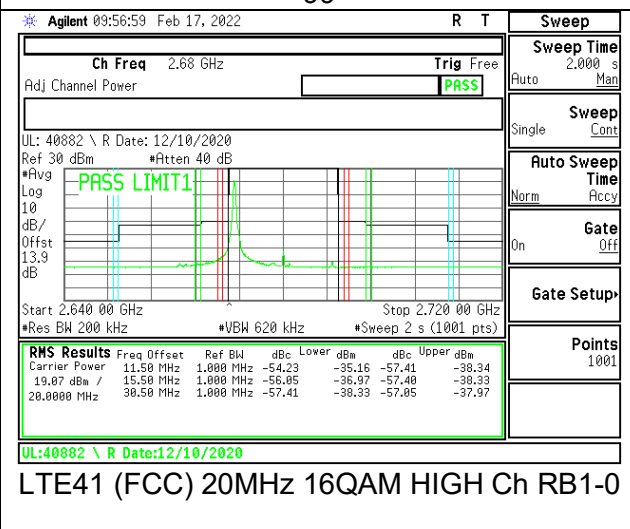 Agilent 09:56:59 Feb 17, 2022 R T
Ch Freq 2.68 GHz Trig Free
Adj Channel Power PASS
UL: 40882 \ R Date: 12/10/2020
Ref 30 dBm #Atten 40 dB
#Avg
Log
10
dB/
Offst
13.9
dB
PASS LIMIT1
Start 2.640 00 GHz Stop 2.720 00 GHz
#Res BW 200 kHz #VBW 620 kHz #Sweep 2 s (1001 pts)
RMS Results Freq Offset Ref BW dBc Lower dBm dBc Upper dBm
Carrier Power 11.50 MHz 1.000 MHz -54.23 -35.16 -57.41 -38.34
19.07 dBm / 15.50 MHz 1.000 MHz -56.05 -36.97 -57.40 -38.33
20.0000 MHz 30.50 MHz 1.000 MHz -57.41 -38.33 -57.05 -37.97
UL:40882 \ R Date:12/10/2020
Sweep
Sweep Time
2.000 s
Auto Man
Sweep
Single Cont
Auto Sweep
Time
Norm Accy
Gate
On Off
Gate Setup
Points
1001
LTE41 (FCC) 20MHz 16QAM HIGH Ch RB1-0